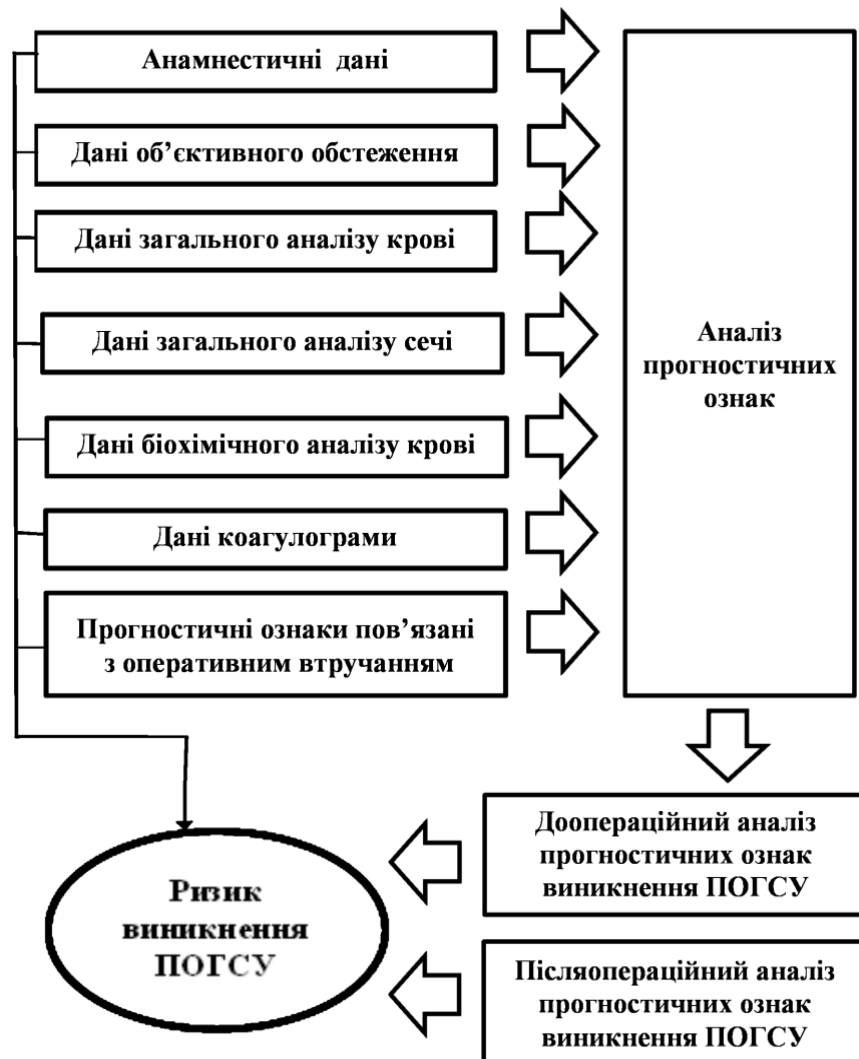 Анамнестичні дані
Дані об’єктивного обстеження
Дані загального аналізу крові
Дані загального аналізу сечі
Дані біохімічного аналізу крові
Дані коагулограми
Прогностичні ознаки пов’язані
з оперативним втручанням
Аналіз
прогностичних
ознак
Доопераційний аналіз
прогностичних ознак
виникнення ПОГСУ
Ризик
виникнення
ПОГСУ
Післяопераційний аналіз
прогностичних ознак
виникнення ПОГСУ